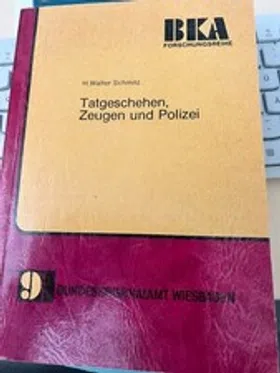 BKA
FORSCHUNGSREIHE
H. Walter Schmitz
Tatgeschehen,
Zeugen und Polizei
9
BUNDESKRIMINALAMT WIESBADEN